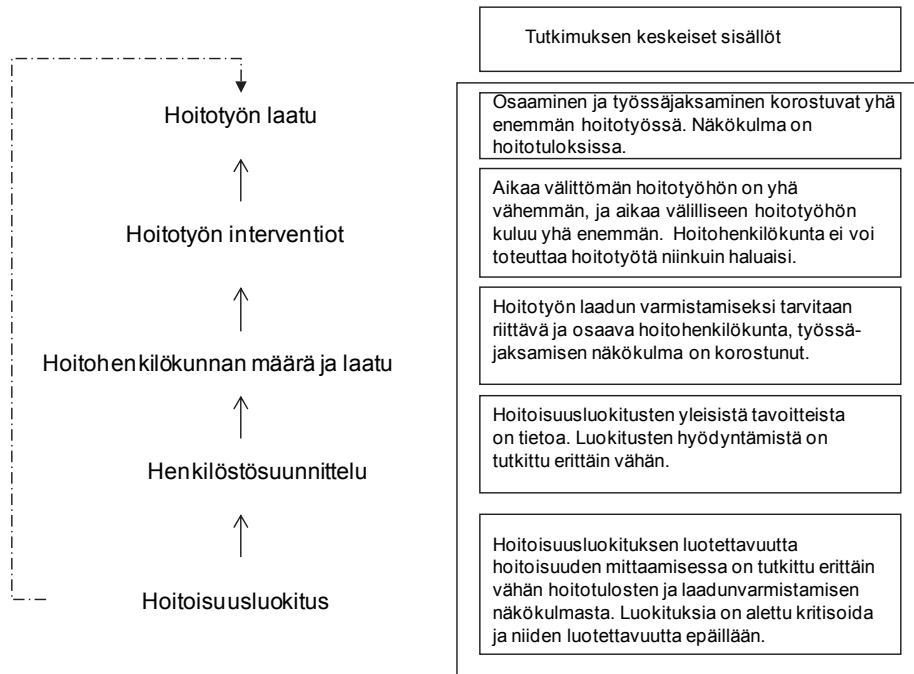 Tutkimuksen keskeiset sisällöt
Hoitotyön laatu
Osaaminen ja työssäjaksaminen korostuvat yhä
enemmän hoitotyössä. Näkökulma on
hoitotuloksissa.
Hoitotyön interventiot
Aikaa välittömän hoitotyöhön on yhä
vähemmän, ja aikaa välilliseen hoitotyöhön
kuluu yhä enemmän. Hoitohenkilökunta ei voi
toteuttaa hoitotyötä niinkuin haluaisi.
Hoitohenkilökunnan määrä ja laatu
Hoitotyön laadun varmistamiseksi tarvitaan
riittävä ja osaava hoitohenkilökunta, työssä-
jaksamisen näkökulma on korostunut.
Henkilöstösuunnittelu
Hoitoisuusluokitusten yleisistä tavoitteista
on tietoa. Luokitusten hyödyntämistä on
tutkittu erittäin vähän.
Hoitoisuusluokitus
Hoitoisuusluokituksen luotettavuutta
hoitoisuuden mittaamisessa on tutkittu erittäin
vähän hoitotulosten ja laadunvarmistamisen
näkökulmasta. Luokituksia on alettu kritisoida
ja niiden luotettavuutta epäillään.